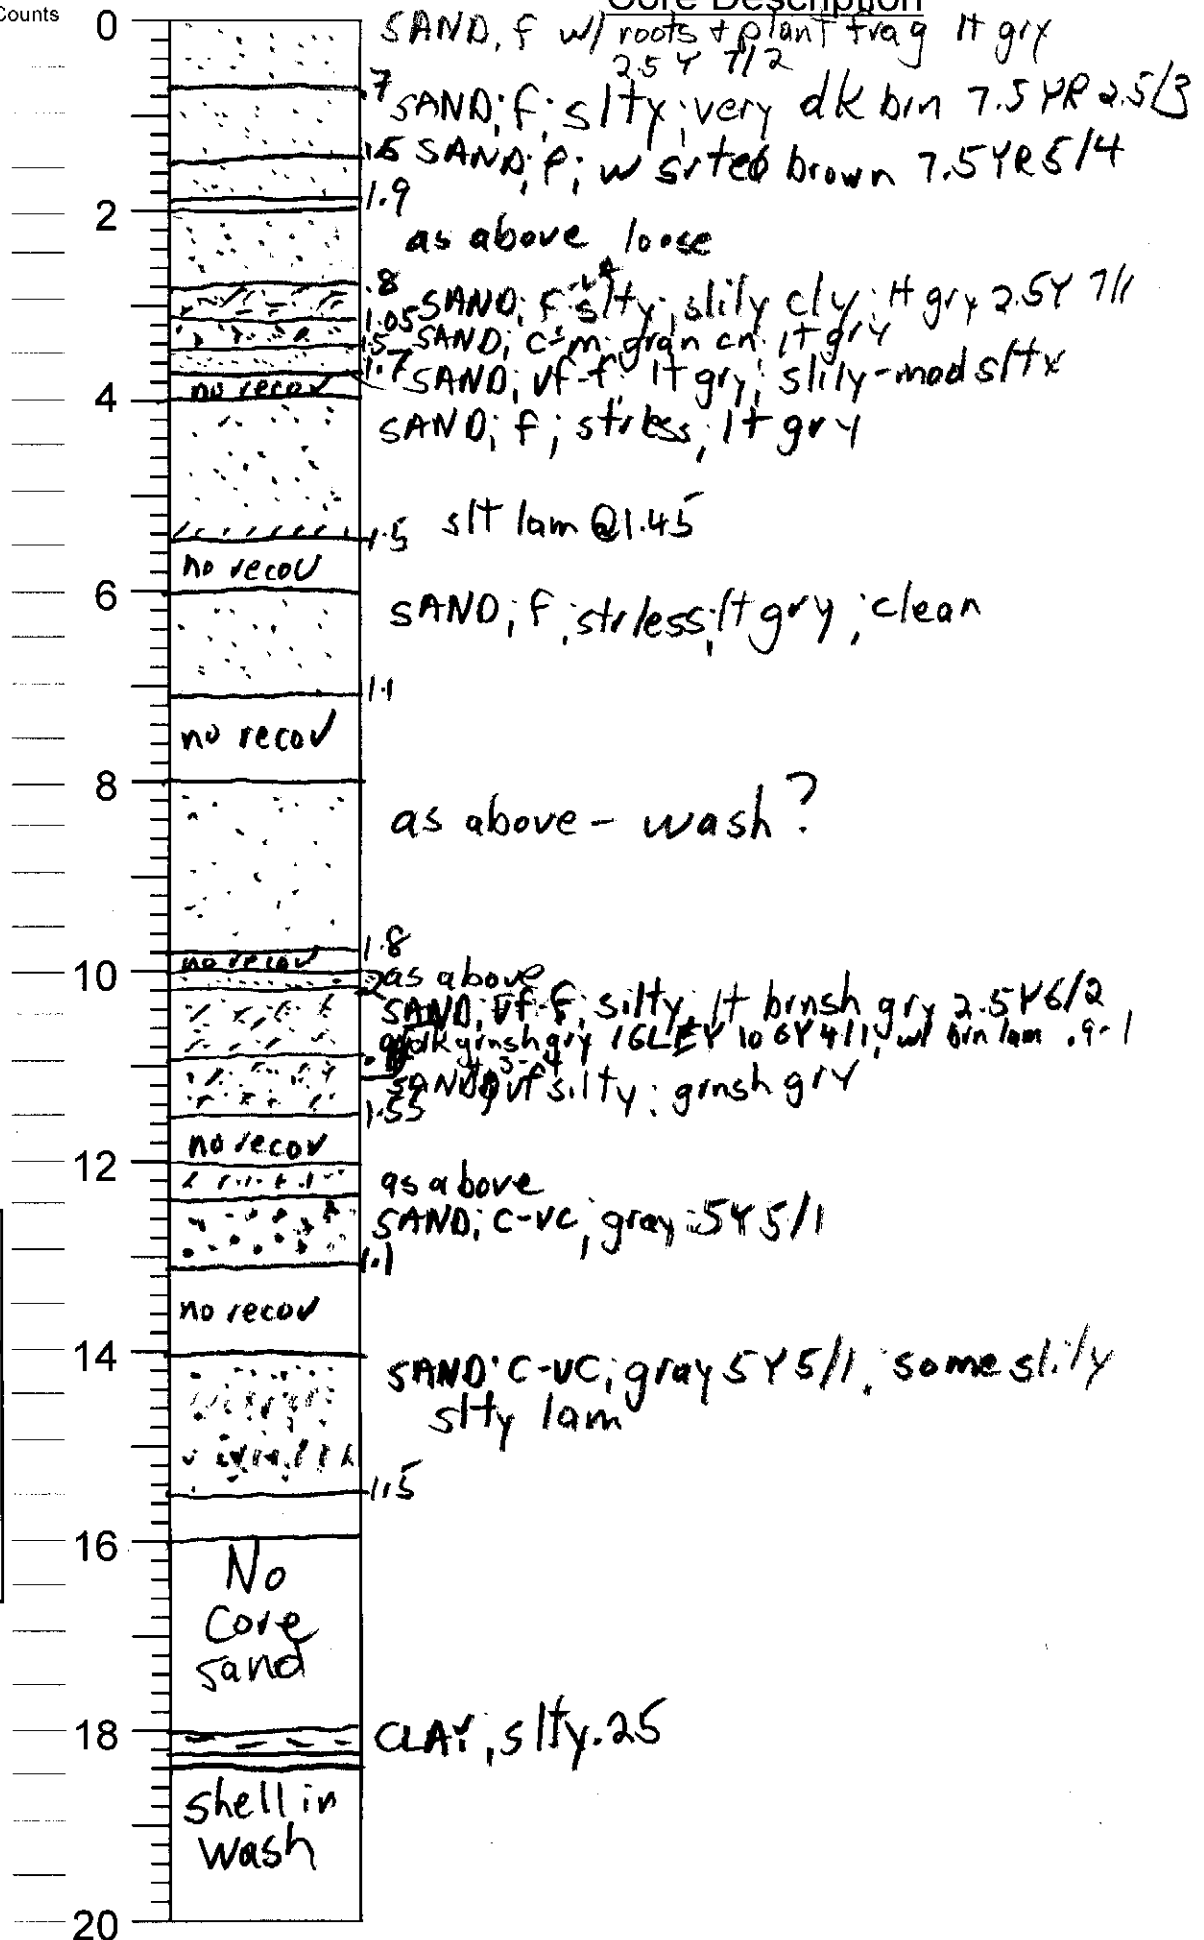 Counts
Core Description
0
SAND, f w/ roots + plant frag lt gry
2.5 Y 7/2
.7
SAND; f; slty; very dk brn 7.5 YR 2.5/3
1.5 SAND; f; w srted brown 7.5YR5/4
1.9
2
as above loose
.8
SAND; f slty; slily cly; lt gry 2.5Y 7/1
1.05
SAND; c-m; gran cn; lt gry
1.5
1.7 SAND; vf-f; lt gry; slily-mod slty
no recov
4
SAND; f; strless; lt gry
1.5 slt lam @1.45
no recov
6
SAND; f; strless; lt gry; clean
1.1
no recov
8
as above - wash?
1.8
no recov
10
.2 as above
SAND; vf-f; silty; lt brnsh gry 2.5Y6/2
dk grnsh gry 1GLEY 10GY 4/1, w/ brn lam .9-1
SAND; vf silty; grnsh gry
1.55
no recov
12
as above
SAND; C-VC; gray; 5Y5/1
1.1
no recov
14
SAND; C-VC; gray 5Y5/1; some slily
slty lam
1.5
16
No
Core
sand
18
CLAY; slty .25
shell in
wash
20